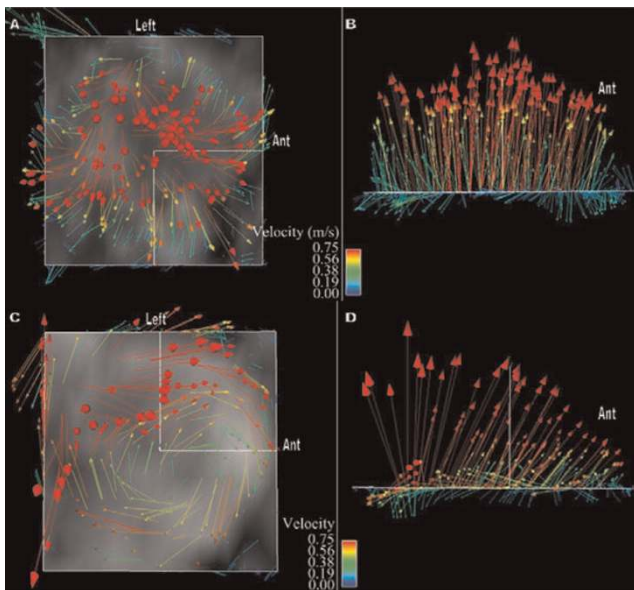 A
Left
Ant
Velocity (m/s)
0.75
0.56
0.38
0.19
0.00
B
Ant
C
Left
Ant
Velocity
0.75
0.56
0.38
0.19
0.00
D
Ant